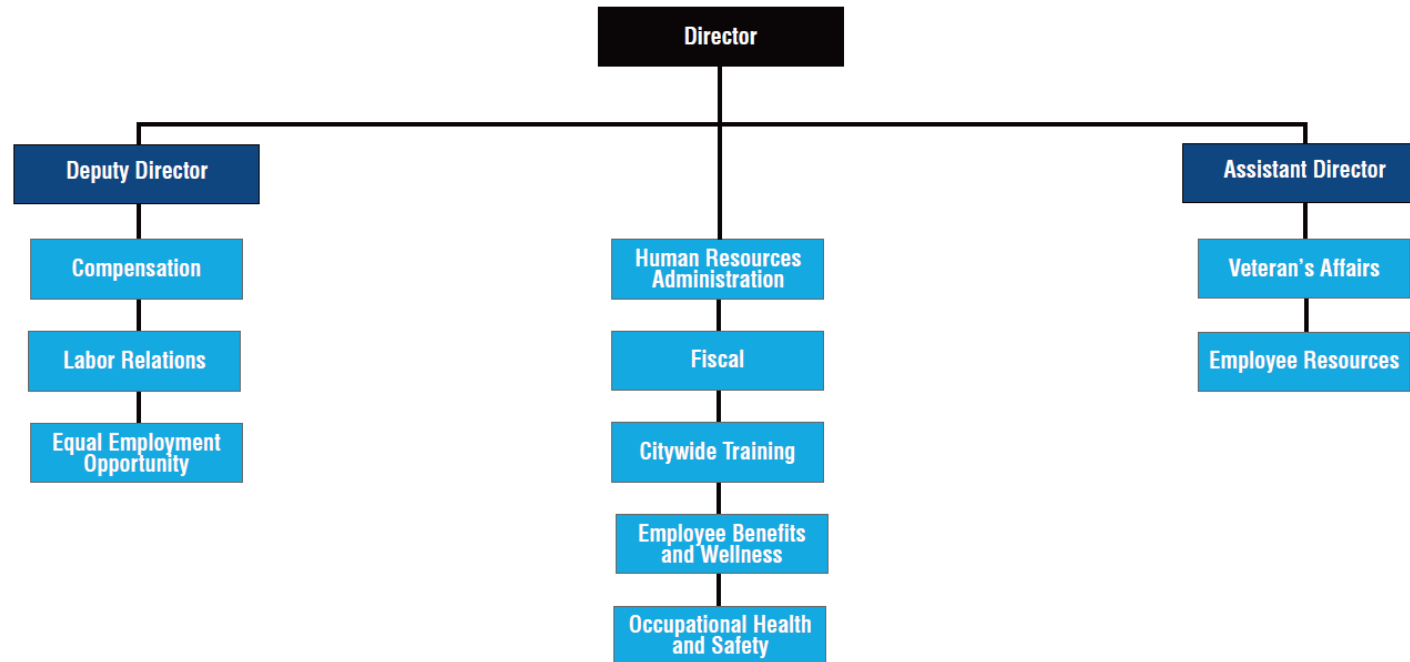 Director
Deputy Director
Assistant Director
Compensation
Human Resources
Administration
Veteran’s Affairs
Labor Relations
Fiscal
Employee Resources
Equal Employment
Opportunity
Citywide Training
Employee Benefits
and Wellness
Occupational Health
and Safety